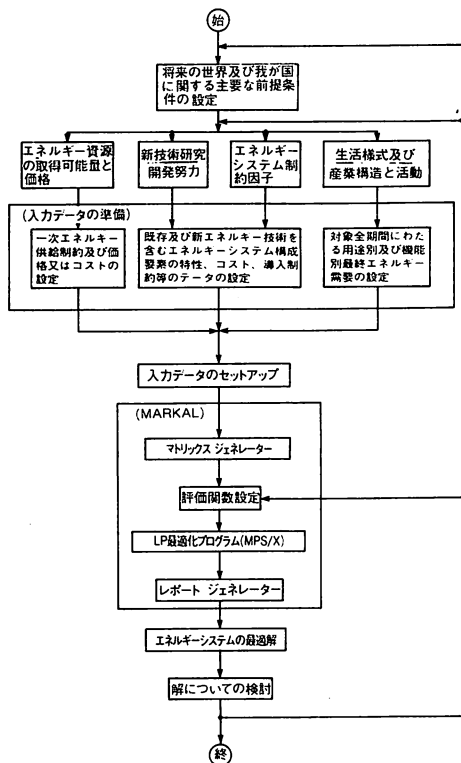 始
将来の世界及び我が国
に関する主要な前提条
件の設定
エネルギー資源
の取得可能量と
価格
新技術研究
開発努力
エネルギー
システム制
約因子
生活様式及び
産業構造と活動
(入力データの準備)
一次エネルギー
供給制約及び価
格又はコストの
設定
既存及び新エネルギー技術を
含むエネルギーシステム構成
要素の特性、コスト、導入制
約等のデータの設定
対象全期間にわた
る用途別及び機能
別最終エネルギー
需要の設定
入力データのセットアップ
(MARKAL)
マトリックス ジェネレーター
評価関数設定
LP最適化プログラム(MPS/X)
レポート ジェネレーター
エネルギーシステムの最適解
解についての検討
終